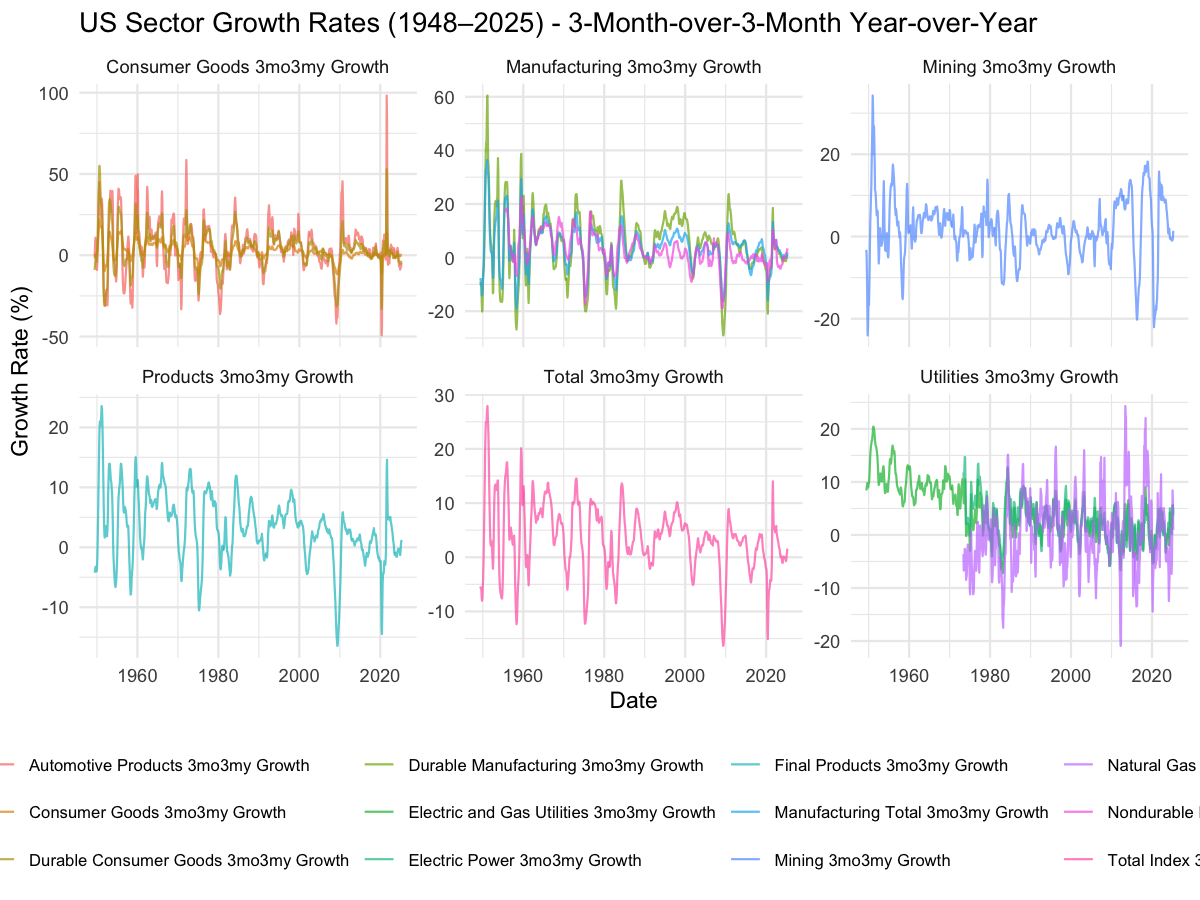 US Sector Growth Rates (1948–2025) - 3-Month-over-3-Month Year-over-Year
Consumer Goods 3mo3my Growth
Manufacturing 3mo3my Growth
Mining 3mo3my Growth
100
50
0
-50
60
40
20
0
-20
20
0
-20
Growth Rate (%)
Products 3mo3my Growth
Total 3mo3my Growth
Utilities 3mo3my Growth
20
10
0
-10
30
20
10
0
-10
20
10
0
-10
-20
1960 1980 2000 2020
1960 1980 2000 2020
1960 1980 2000 2020
Date
Automotive Products 3mo3my Growth
Durable Manufacturing 3mo3my Growth
Final Products 3mo3my Growth
Natural Gas
Consumer Goods 3mo3my Growth
Electric and Gas Utilities 3mo3my Growth
Manufacturing Total 3mo3my Growth
Nondurable
Durable Consumer Goods 3mo3my Growth
Electric Power 3mo3my Growth
Mining 3mo3my Growth
Total Index